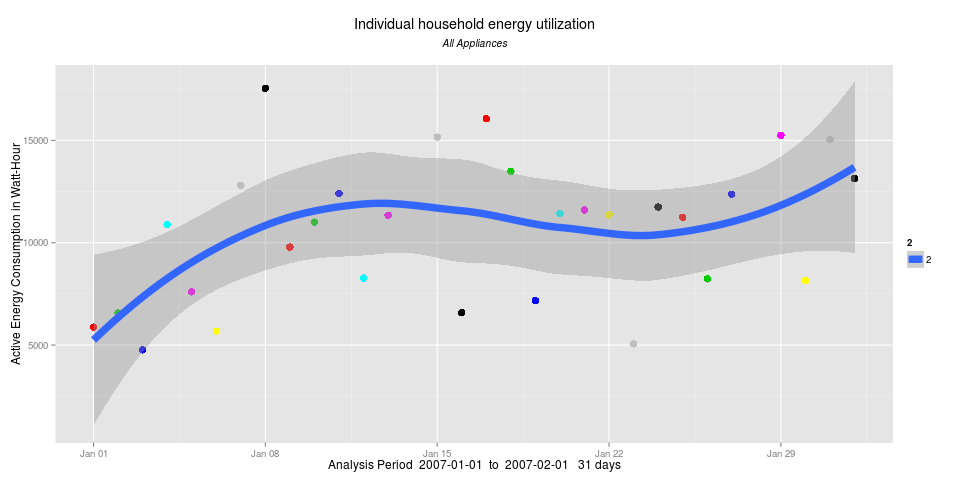 Individual household energy utilization
All Appliances
Active Energy Consumption in Watt-Hour
15000
10000
5000
Jan 01 Jan 08 Jan 15 Jan 22 Jan 29
Analysis Period 2007-01-01 to 2007-02-01 31 days
2
2